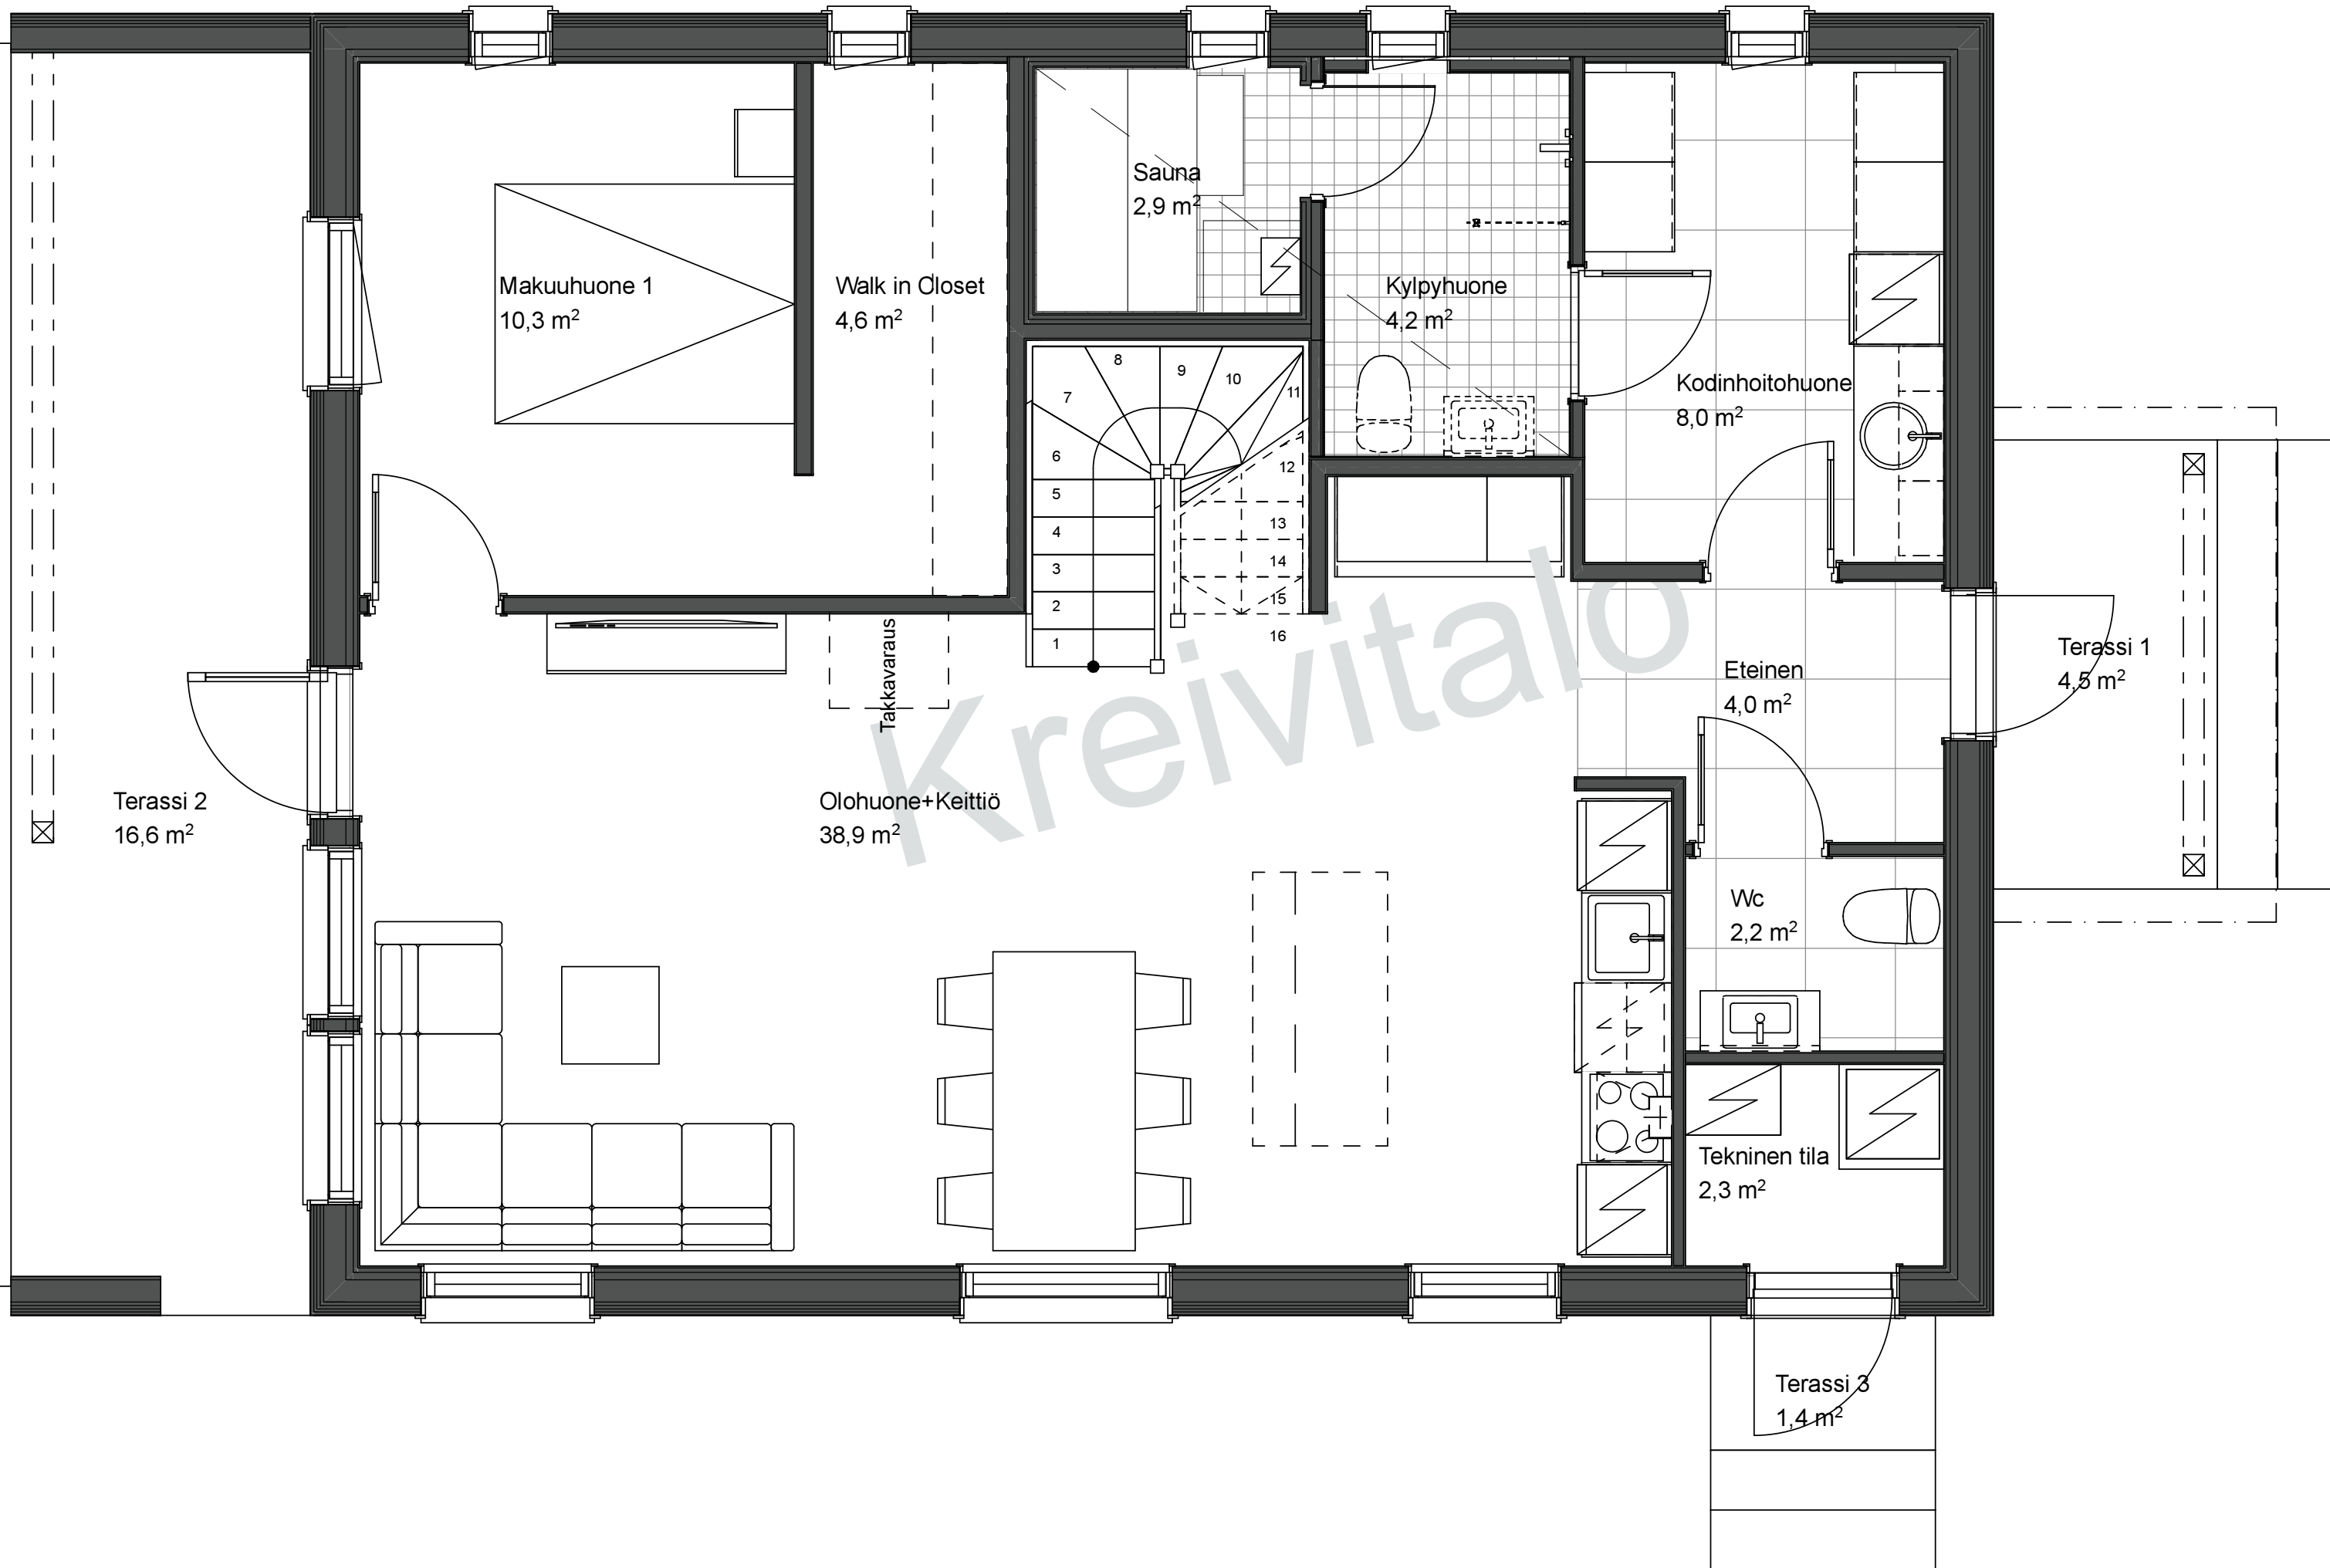 Sauna
2,9 m²
Makuuhuone 1
10,3 m²
Walk in Closet
4,6 m²
Kylpyhuone
4,2 m²
Kodinhoitohuone
8,0 m²
8
9
10
11
7
6
12
5
13
4
14
3
15
2
16
1
Takkavaraus
Kreivitalo
Eteinen
4,0 m²
Terassi 1
4,5 m²
Terassi 2
16,6 m²
Olohuone+Keittiö
38,9 m²
Wc
2,2 m²
Tekninen tila
2,3 m²
Terassi 3
1,4 m²